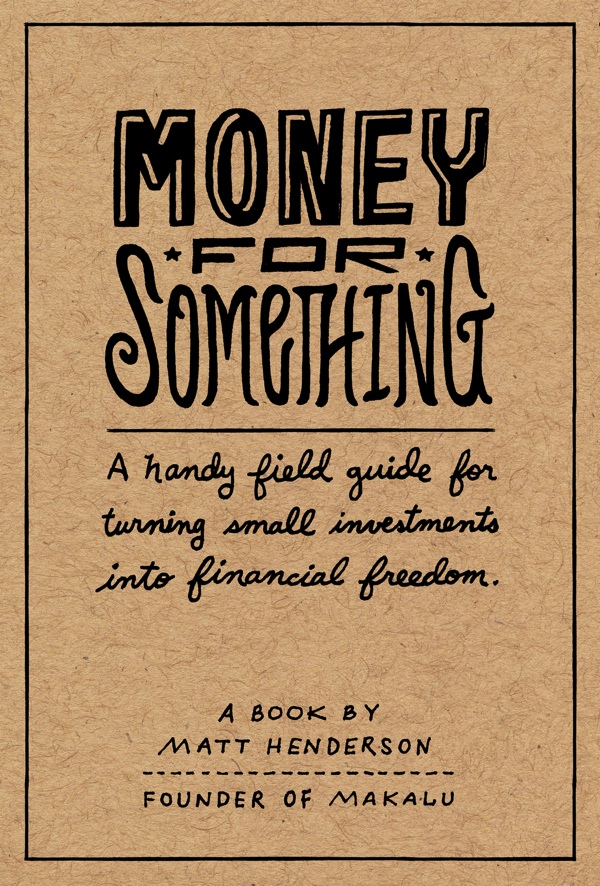 MONEY
FOR
SOMETHING
A handy field guide for
turning small investments
into financial freedom.
A BOOK BY
MATT HENDERSON
FOUNDER OF MAKALU